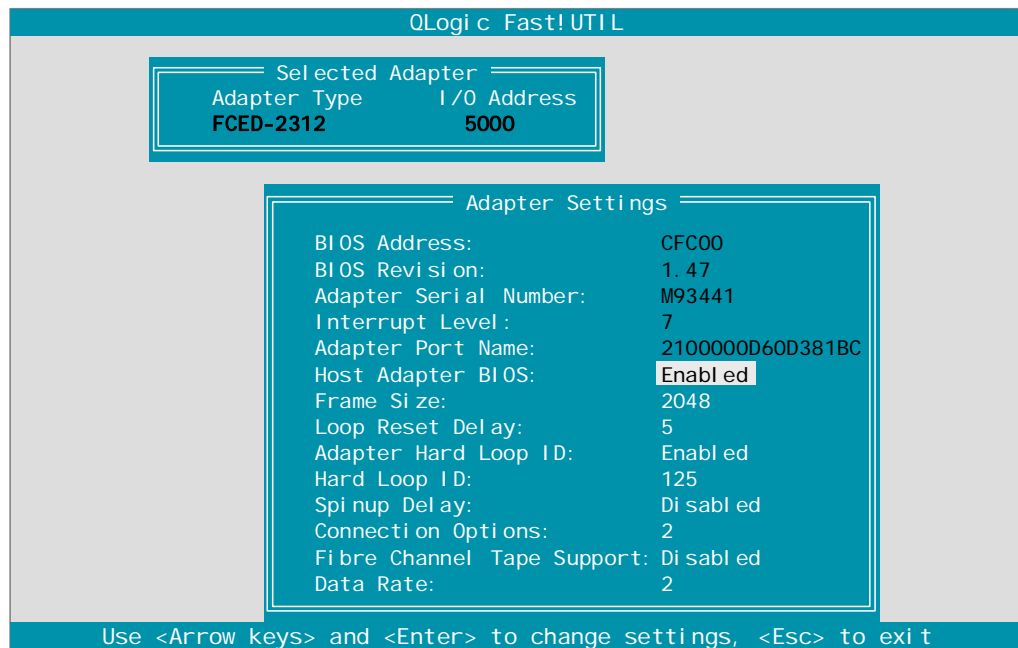 QLogic Fast!UTIL
Selected Adapter
Adapter Type I/O Address
FCED-2312 5000
Adapter Settings
BIOS Address: CFC00
BIOS Revision: 1.47
Adapter Serial Number: M93441
Interrupt Level: 7
Adapter Port Name: 2100000D60D381BC
Host Adapter BIOS: Enabled
Frame Size: 2048
Loop Reset Delay: 5
Adapter Hard Loop ID: Enabled
Hard Loop ID: 125
Spinup Delay: Disabled
Connection Options: 2
Fibre Channel Tape Support: Disabled
Data Rate: 2
Use <Arrow keys> and <Enter> to change settings, <Esc> to exit